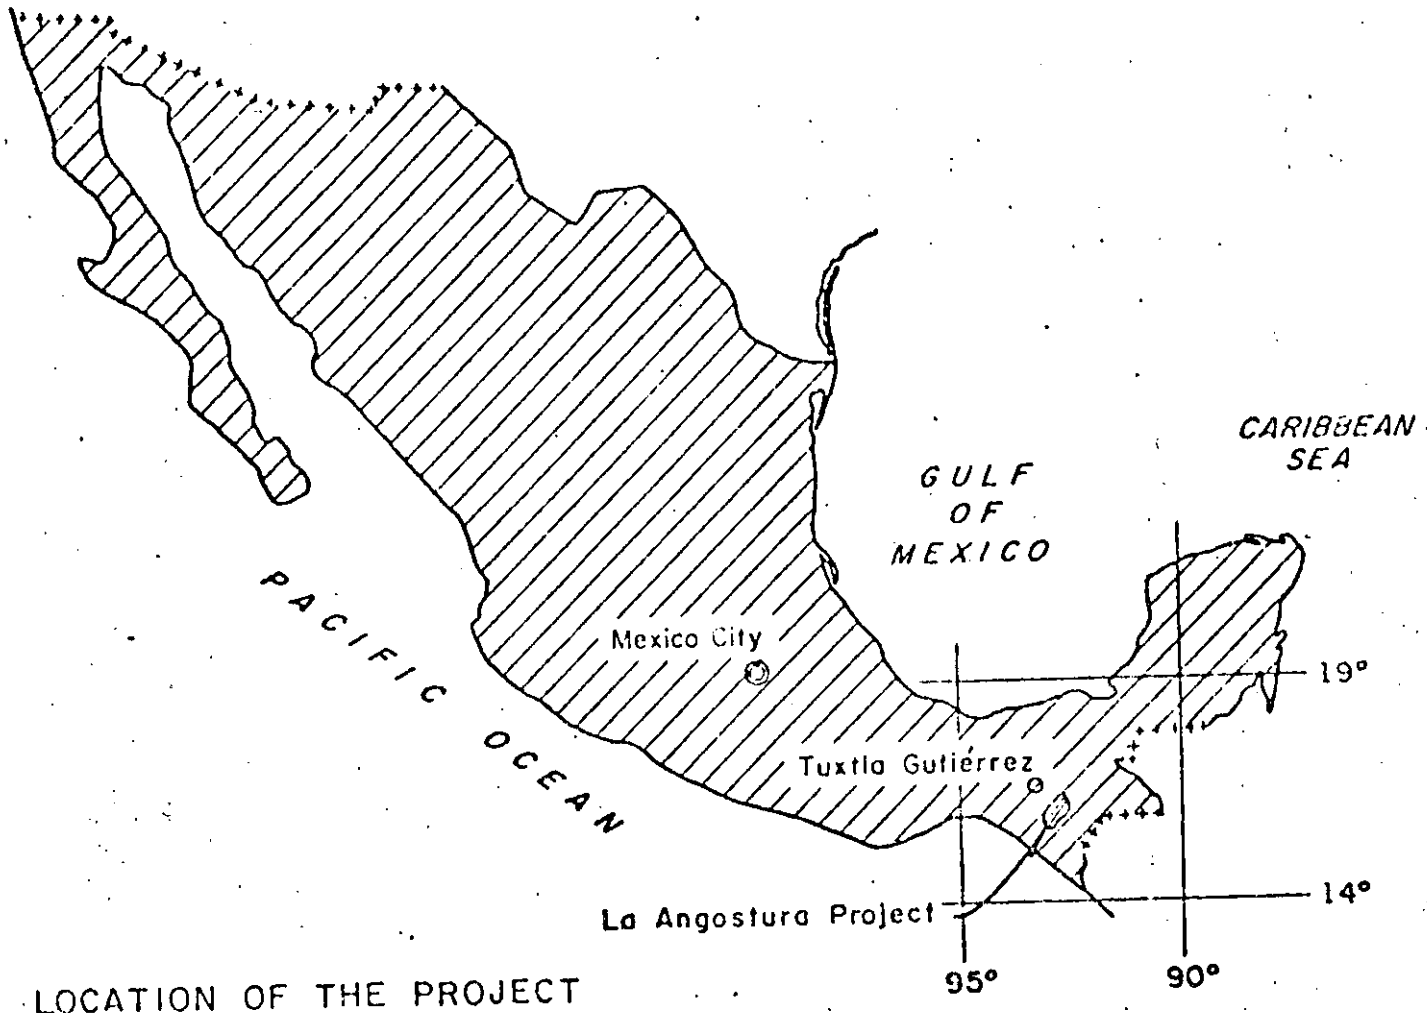 CARIBBEAN
SEA
GULF
OF
MEXICO
PACIFIC OCEAN
Mexico City
19°
Tuxtla Gutiérrez
14°
La Angostura Project
95°
90°
LOCATION OF THE PROJECT